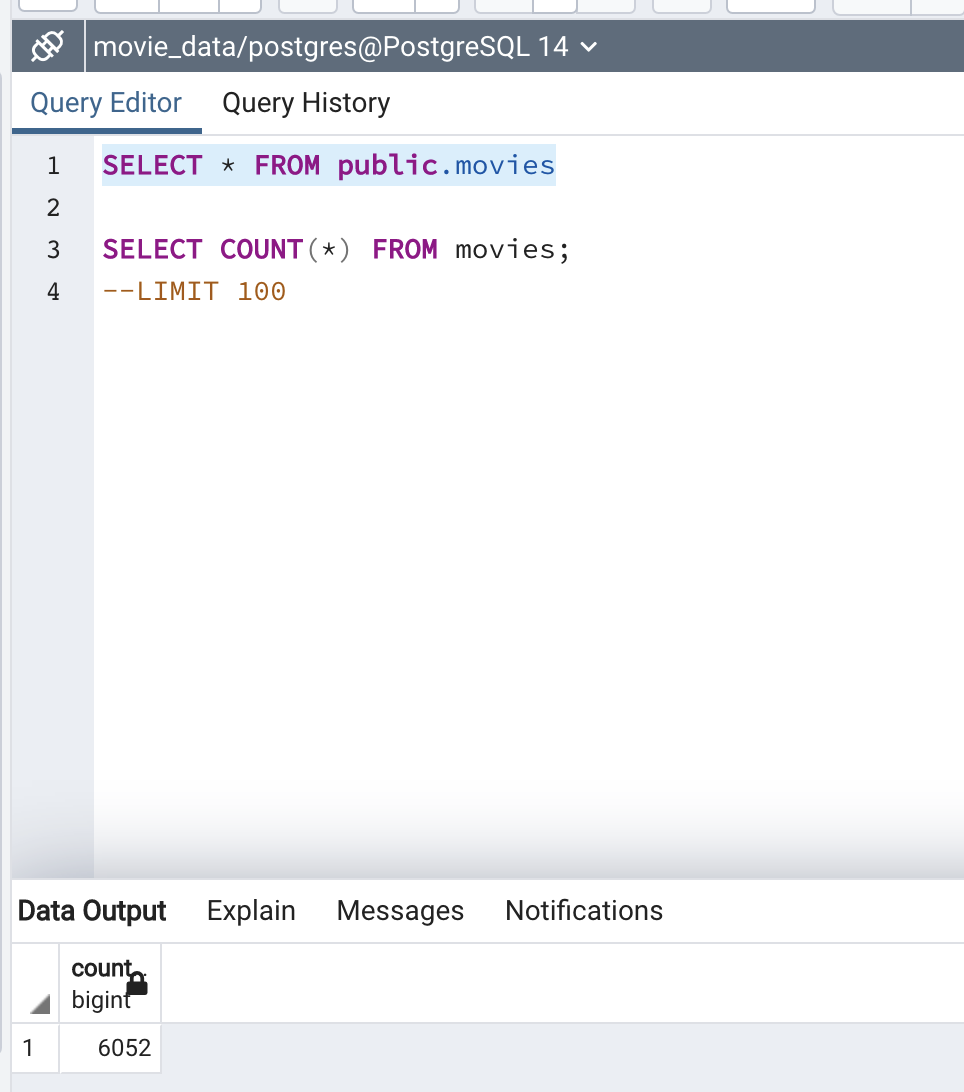 movie_data/postgres@PostgreSQL 14
Query Editor Query History
1 SELECT * FROM public.movies
2
3 SELECT COUNT(*) FROM movies;
4 --LIMIT 100
Data Output Explain Messages Notifications
count
bigint
1 6052